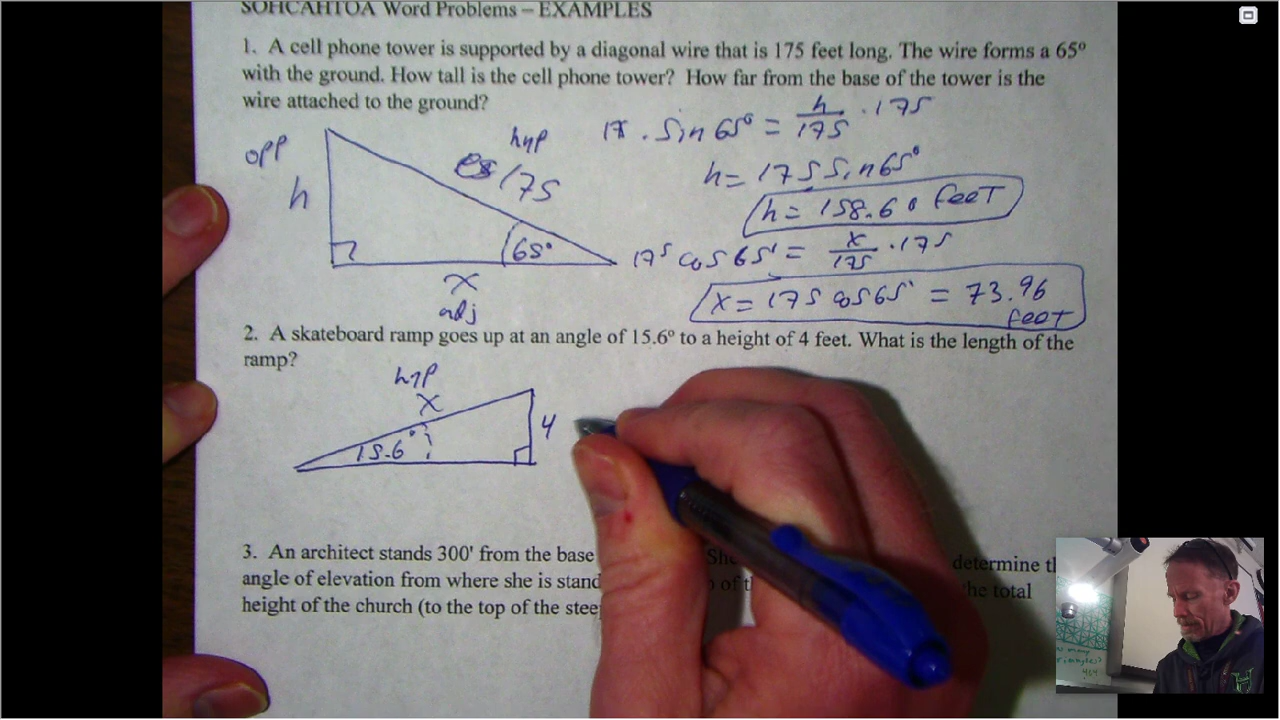 SOHCAHTOA Word Problems – EXAMPLES
1. A cell phone tower is supported by a diagonal wire that is 175 feet long. The wire forms a 65º
with the ground. How tall is the cell phone tower? How far from the base of the tower is the
wire attached to the ground?
17 . sin 65° = h/175 · 175
opp
hyp
175
h
h = 175 sin 65°
h = 158.60 feet
65°
175 cos 65° = x/175 · 175
x
adj
x = 175 cos 65° = 73.96
feet
2. A skateboard ramp goes up at an angle of 15.6º to a height of 4 feet. What is the length of the
ramp?
hyp
x
4
15.6°
3. An architect stands 300' from the base determine
angle of elevation from where she is of total
height of the church (to the top of the